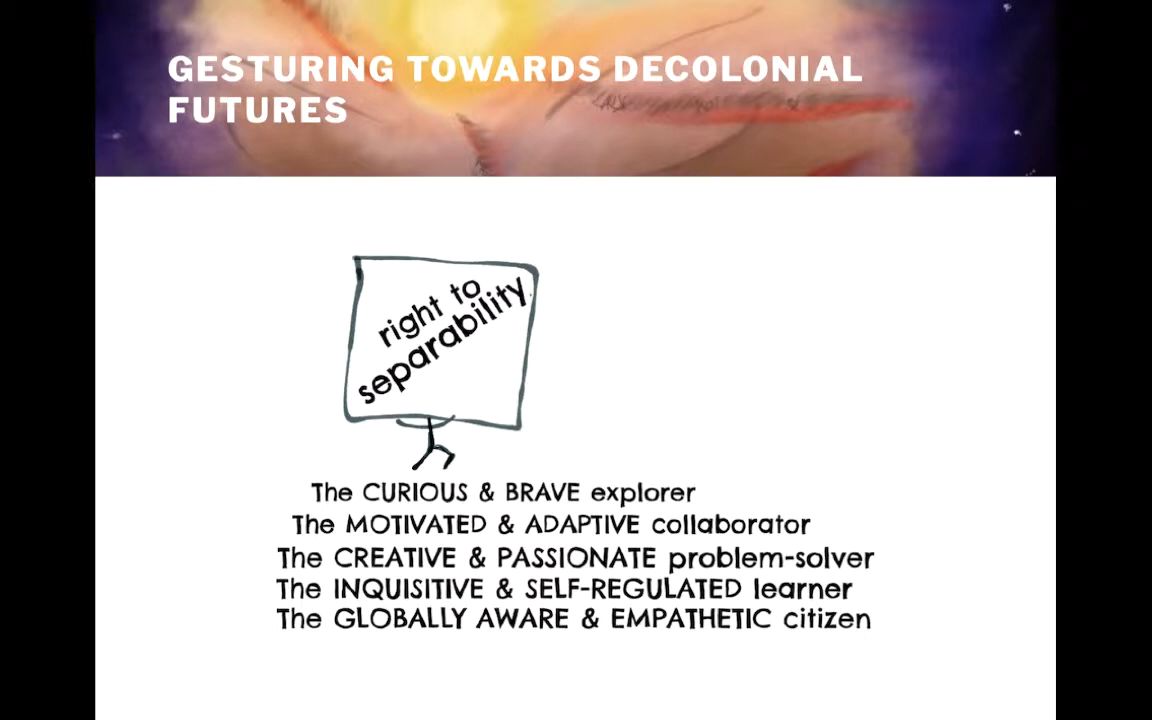 GESTURING TOWARDS DECOLONIAL
FUTURES
right to
separability
The CURIOUS & BRAVE explorer
The MOTIVATED & ADAPTIVE collaborator
The CREATIVE & PASSIONATE problem-solver
The INQUISITIVE & SELF-REGULATED learner
The GLOBALLY AWARE & EMPATHETIC citizen